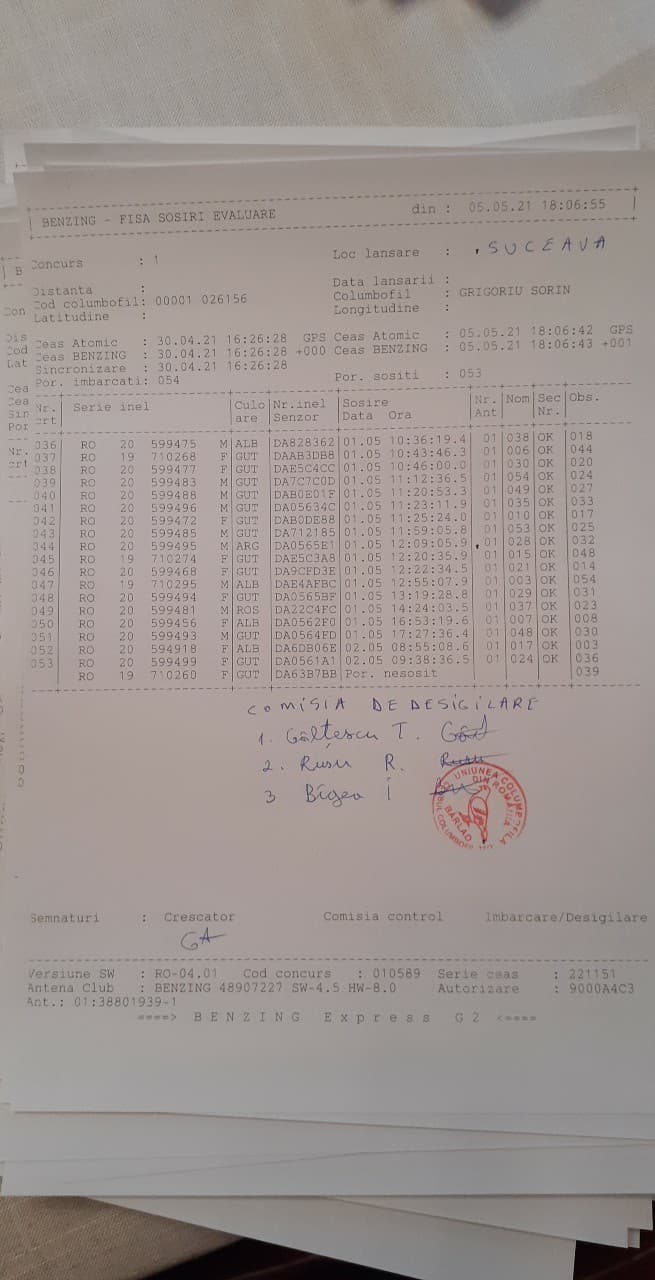 BENZING - FISA SOSIRI EVALUARE din : 05.05.21 18:06:55
Concurs : 1 Loc lansare : SUCEAVA
Distanta : Data lansarii :
Cod columbofil: 00001 026156 Columbofil : GRIGORIU SORIN
Latitudine : Longitudine :
Ceas Atomic : 30.04.21 16:26:28 GPS Ceas Atomic : 05.05.21 18:06:42 GPS
Ceas BENZING : 30.04.21 16:26:28 +000 Ceas BENZING : 05.05.21 18:06:43 +001
Sincronizare : 30.04.21 16:26:28
Por. imbarcati: 054 Por. sositi : 053
Nr. Serie inel Culo Nr.inel Sosire Nr. Nom Sec Obs.
crt are Senzor Data Ora Ant Nr.
036 RO 20 599475 M ALB DA828362 01.05 10:36:19.4 01 038 OK 018
037 RO 19 710268 F GUT DAAB3DB8 01.05 10:43:46.3 01 006 OK 044
038 RO 20 599477 F GUT DAE5C4CC 01.05 10:46:00.0 01 030 OK 020
039 RO 20 599483 M GUT DA7C7C0D 01.05 11:12:36.5 01 054 OK 024
040 RO 20 599488 M GUT DAB0E01F 01.05 11:20:53.3 01 049 OK 027
041 RO 20 599496 M GUT DA05634C 01.05 11:23:11.9 01 035 OK 033
042 RO 20 599472 F GUT DAB0DE88 01.05 11:25:24.0 01 010 OK 017
043 RO 20 599485 M GUT DA712185 01.05 11:59:05.8 01 053 OK 025
044 RO 20 599495 M ARG DA0565E1 01.05 12:09:05.9 01 028 OK 032
045 RO 19 710274 F GUT DAE5C3A8 01.05 12:20:35.9 01 015 OK 048
046 RO 20 599468 F GUT DA9CFD3E 01.05 12:22:34.5 01 021 OK 014
047 RO 19 710295 M ALB DAE4AFBC 01.05 12:55:07.9 01 003 OK 054
048 RO 20 599494 F GUT DA0565BF 01.05 13:19:28.8 01 029 OK 031
049 RO 20 599481 M ROS DA22C4FC 01.05 14:24:03.5 01 037 OK 023
050 RO 20 599456 F ALB DA0562F0 01.05 16:53:19.6 01 007 OK 008
051 RO 20 599493 M GUT DA0564FD 01.05 17:27:36.4 01 048 OK 030
052 RO 20 594918 F ALB DA6DB06E 02.05 08:55:08.6 01 017 OK 003
053 RO 20 599499 F GUT DA0561A1 02.05 09:38:36.5 01 024 OK 036
RO 19 710260 F GUT DA63B7BB Por. nesosit 039
COMISIA DE DESIGILARE
1. Gâlțescu T.
2. Rusu R. Rusu
3 Bîgea I
UNIUNEA COLUMBOFILA
DIN ROMANIA
BARLAD
Semnaturi : Crescator Comisia control Imbarcare/Desigilare
Versiune SW : RO-04.01 Cod concurs : 010589 Serie ceas : 221151
Antena Club : BENZING 48907227 SW-4.5 HW-8.0 Autorizare : 9000A4C3
Ant.: 01:38801939-1
====> BENZING Express G2 <====